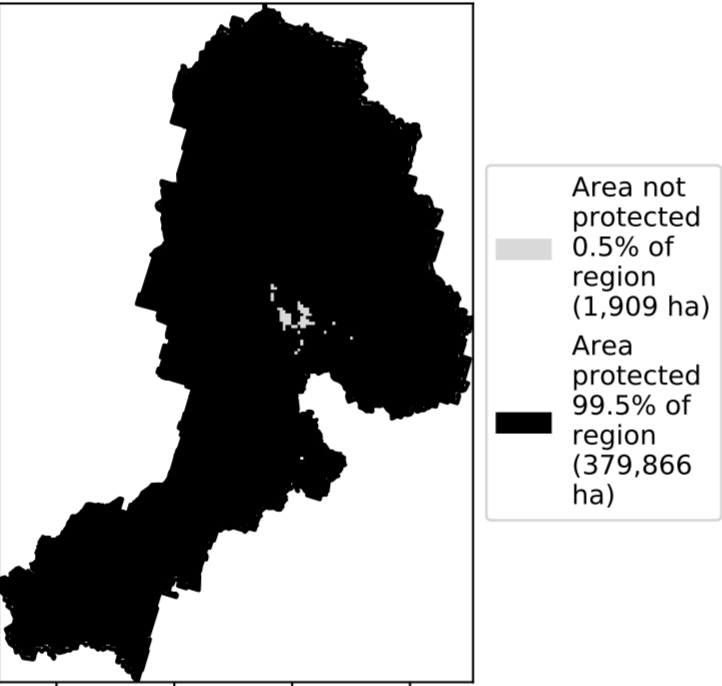 Area not
protected
0.5% of
region
(1,909 ha)
Area
protected
99.5% of
region
(379,866
ha)